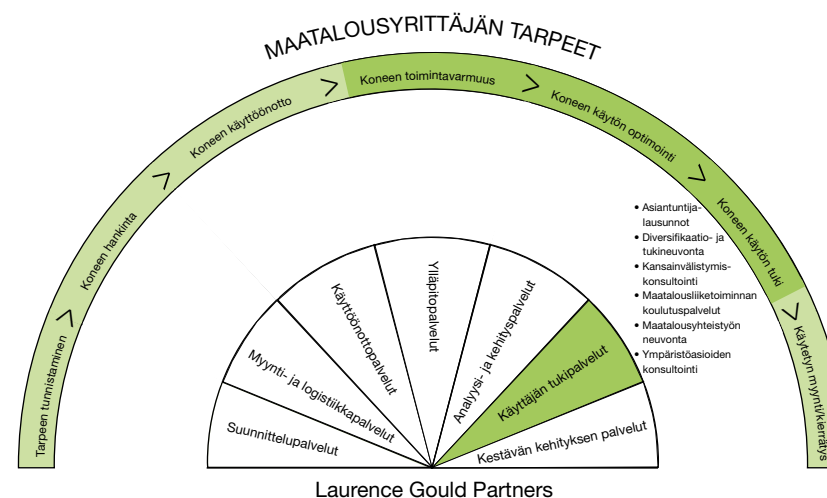 MAATALOUSYRITTÄJÄN TARPEET
Tarpeen tunnistaminen
Koneen hankinta
Koneen käyttöönotto
Koneen toimintavarmuus
Koneen käytön optimointi
Koneen käytön tuki
Käytetyn myynti/kierrätys
• Asiantuntija-
lausunnot
• Diversifikaatio- ja
tukineuvonta
• Kansainvälistymis-
konsultointi
• Maatalousliiketoiminnan
koulutuspalvelut
• Maatalousyhteistyön
neuvonta
• Ympäristöasioiden
konsultointi
Suunnittelupalvelut
Myynti- ja logistiikkapalvelut
Käyttöönottopalvelut
Ylläpitopalvelut
Analyysi- ja kehityspalvelut
Käyttäjän tukipalvelut
Kestävän kehityksen palvelut
Laurence Gould Partners